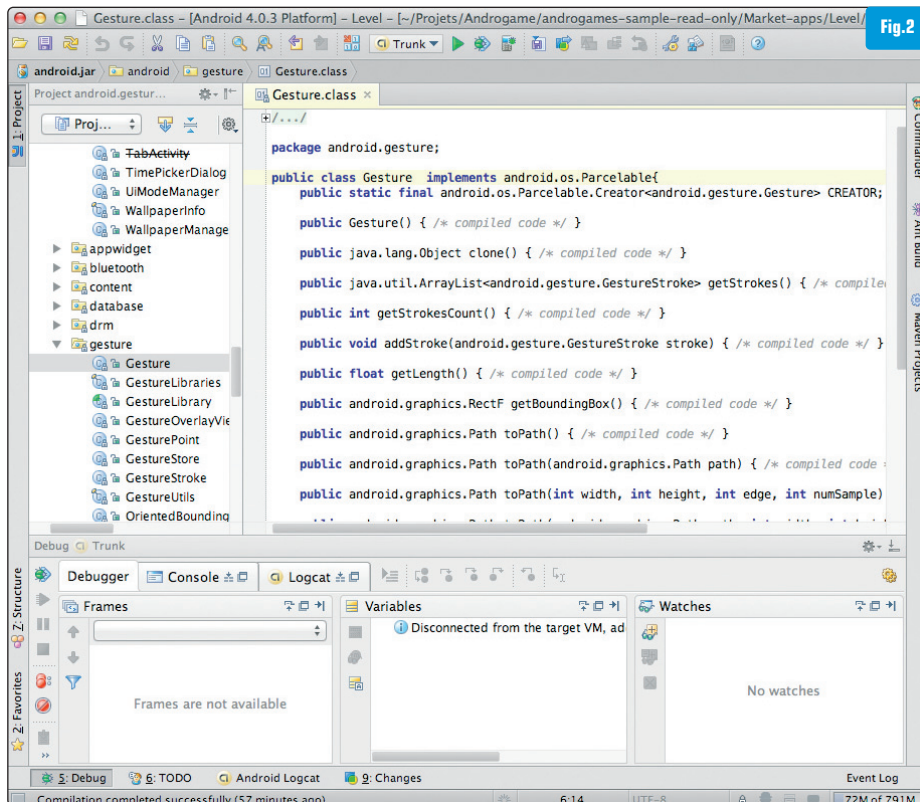 Gesture.class - [Android 4.0.3 Platform] - Level - [~/Projets/Androgame/androgames-sample-read-only/Market-apps/Level/
Fig.2
Trunk
android.jar android gesture Gesture.class
1: Project
Project android.gestur...
Proj...
TabActivity
TimePickerDialog
UiModeManager
WallpaperInfo
WallpaperManage
appwidget
bluetooth
content
database
drm
gesture
Gesture
GestureLibraries
GestureLibrary
GestureOverlayVie
GesturePoint
GestureStore
GestureStroke
GestureUtils
OrientedBounding
Gesture.class
/.../
package android.gesture;
public class Gesture  implements android.os.Parcelable{
public static final android.os.Parcelable.Creator<android.gesture.Gesture> CREATOR;
public Gesture() { /* compiled code */ }
public java.lang.Object clone() { /* compiled code */ }
public java.util.ArrayList<android.gesture.GestureStroke> getStrokes() { /* compile
public int getStrokesCount() { /* compiled code */ }
public void addStroke(android.gesture.GestureStroke stroke) { /* compiled code */ }
public float getLength() { /* compiled code */ }
public android.graphics.RectF getBoundingBox() { /* compiled code */ }
public android.graphics.Path toPath() { /* compiled code */ }
public android.graphics.Path toPath(android.graphics.Path path) { /* compiled code
public android.graphics.Path toPath(int width, int height, int edge, int numSample)
Commander
Ant Build
Maven Projects
Debug Trunk
Z: Structure
2: Favorites
Debugger
Console
Logcat
Frames
Frames are not available
Variables
Disconnected from the target VM, ad
Watches
No watches
5: Debug
6: TODO
Android Logcat
9: Changes
Event Log
Compilation completed successfully (57 minutes ago)
6:14
UTF-8
72M of 791M